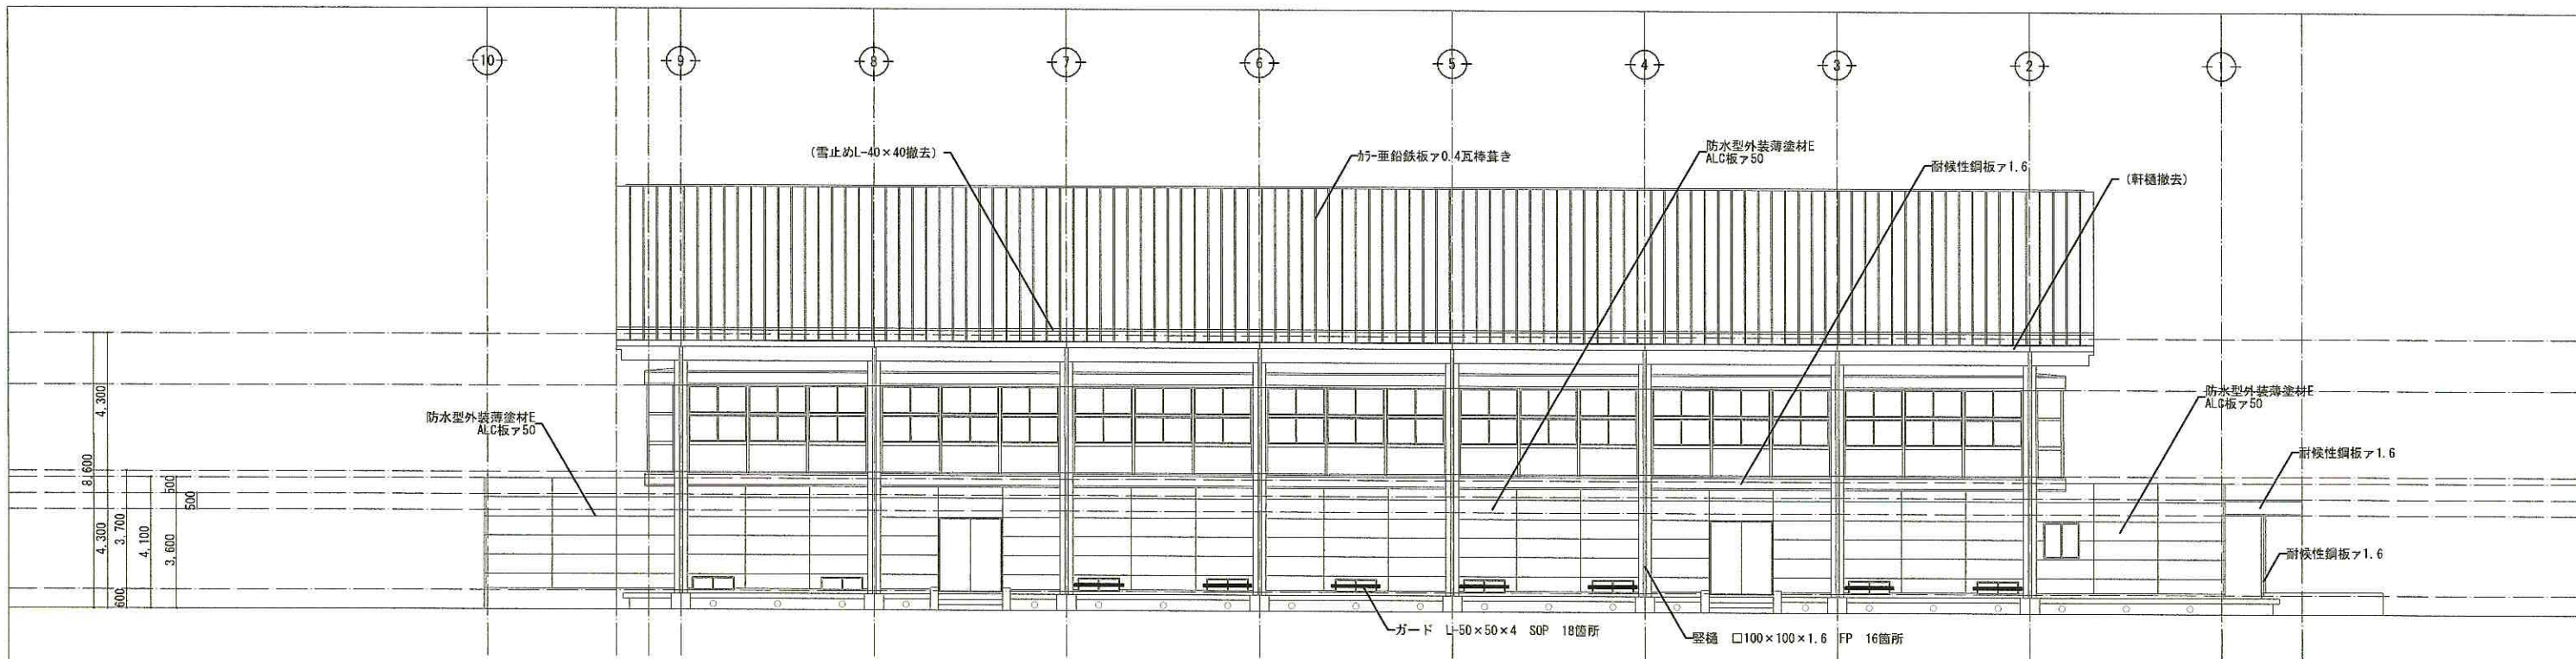 10
9
8
7
6
5
4
3
2
1
(雪止めL-40×40撤去)
ｶﾗｰ亜鉛鉄板ァ0.4瓦棒葺き
防水型外装薄塗材E
ALC板ァ50
耐候性鋼板ァ1.6
(軒樋撤去)
防水型外装薄塗材E
ALC板ァ50
防水型外装薄塗材E
ALC板ァ50
耐候性鋼板ァ1.6
耐候性鋼板ァ1.6
4,300
8,600
4,300
3,700
600
4,100
500
3,600
500
ガード L-50×50×4 SOP 18箇所
竪樋 □100×100×1.6 FP 16箇所